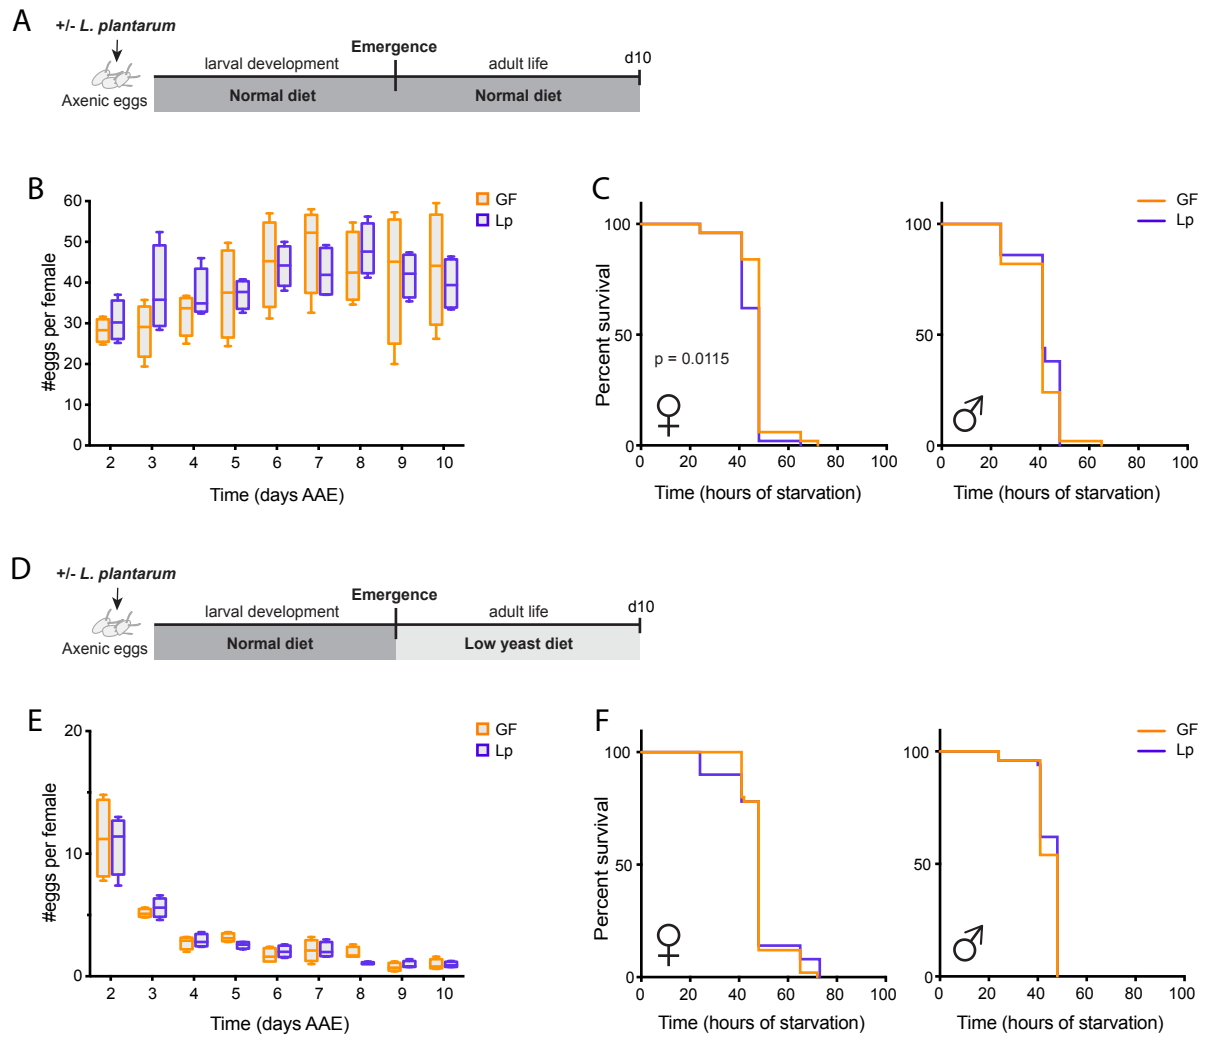 A
+/- L. plantarum
Emergence
larval development
adult life
d10
Axenic eggs
Normal diet
Normal diet
B
60
50
40
30
20
10
0
#eggs per female
2 3 4 5 6 7 8 9 10
Time (days AAE)
GF
Lp
C
100
50
0
Percent survival
p = 0.0115
♀
0 20 40 60 80 100
Time (hours of starvation)
100
50
0
♂
0 20 40 60 80 100
Time (hours of starvation)
GF
Lp
D
+/- L. plantarum
Emergence
larval development
adult life
d10
Axenic eggs
Normal diet
Low yeast diet
E
20
10
0
#eggs per female
2 3 4 5 6 7 8 9 10
Time (days AAE)
GF
Lp
F
100
50
0
Percent survival
♀
0 20 40 60 80 100
Time (hours of starvation)
100
50
0
♂
0 20 40 60 80 100
Time (hours of starvation)
GF
Lp